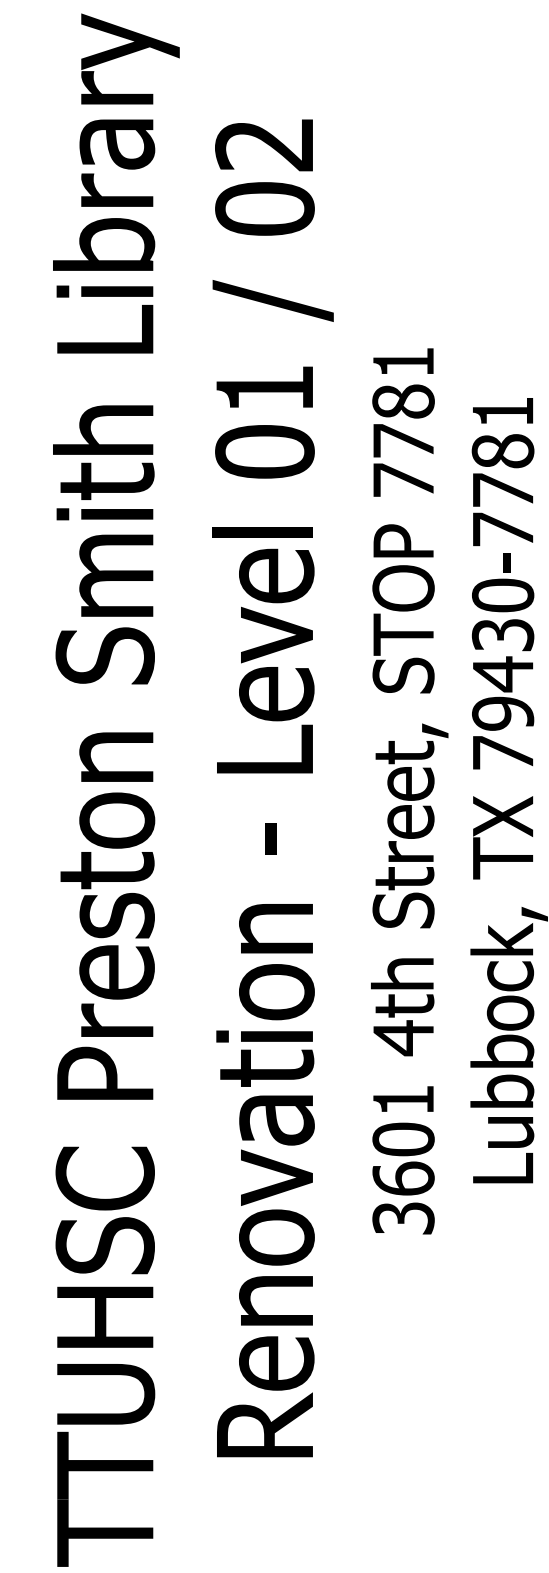 TTUHSC Preston Smith Library
Renovation - Level 01 / 02
3601 4th Street, STOP 7781
Lubbock, TX 79430-7781